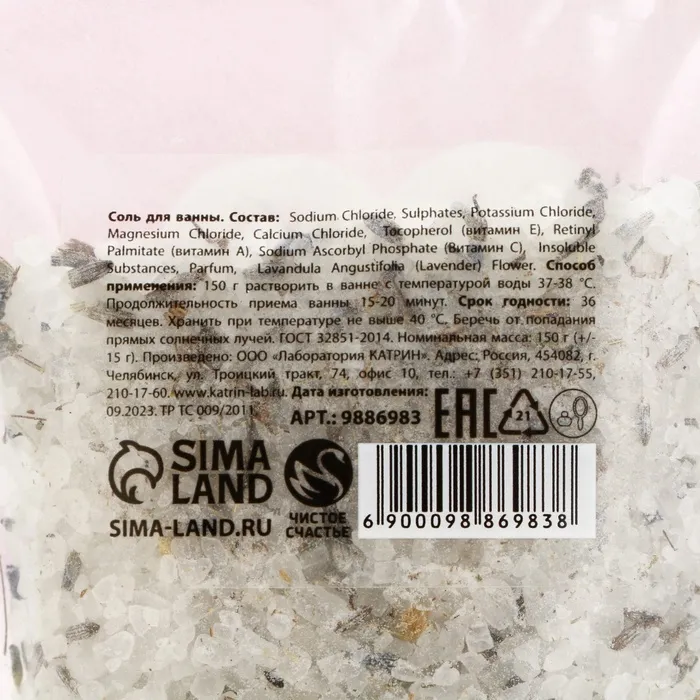 Соль для ванны. Состав: Sodium Chloride, Sulphates, Potassium Chloride,
Magnesium Chloride, Calcium Chloride, Tocopherol (витамин Е), Retinyl
Palmitate (витамин А), Sodium Ascorbyl Phosphate (Витамин С), Insoluble
Substances, Parfum, Lavandula Angustifolia (Lavender) Flower. Способ
применения: 150 г растворить в ванне с температурой воды 37-38 °С.
Продолжительность приема ванны 15-20 минут. Срок годности: 36
месяцев. Хранить при температуре не выше 40 °С. Беречь от попадания
прямых солнечных лучей. ГОСТ 32851-2014. Номинальная масса: 150 г (+/-
15 г). Произведено: ООО «Лаборатория КАТРИН». Адрес: Россия, 454082, г.
Челябинск, ул. Троицкий тракт, 74, офис 10, тел.: +7 (351) 210-17-55,
210-17-60. www.katrin-lab.ru. Дата изготовления:
09.2023. ТР ТС 009/2011.
АРТ.: 9886983
EAC
21
SIMA
LAND
SIMA-LAND.RU
ЧИСТОЕ
СЧАСТЬЕ
6 900098 869838